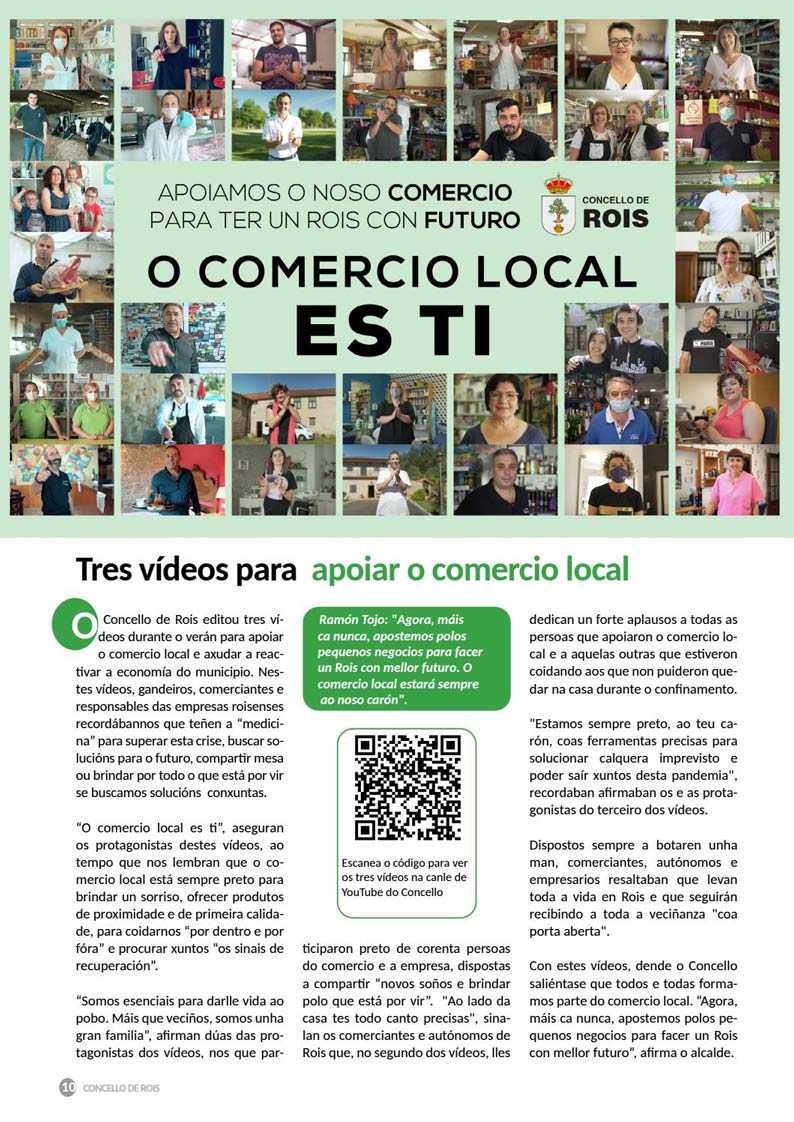 APOIAMOS O NOSO COMERCIO
PARA TER UN ROIS CON FUTURO
CONCELLO DE
ROIS
O COMERCIO LOCAL
ES TI
Tres vídeos para apoiar o comercio local
O Concello de Rois editou tres ví-
deos durante o verán para apoiar
o comercio local e axudar a reac-
tivar a economía do municipio. Nes-
tes vídeos, gandeiros, comerciantes e
responsables das empresas roisenses
recordábannos que teñen a “medici-
na” para superar esta crise, buscar so-
lucións para o futuro, compartir mesa
ou brindar por todo o que está por vir
se buscamos solucións conxuntas.
“O comercio local es ti”, aseguran
os protagonistas destes vídeos, ao
tempo que nos lembran que o co-
mercio local está sempre preto para
brindar un sorriso, ofrecer produtos
de proximidade e de primeira calida-
de, para coidarnos “por dentro e por
fóra” e procurar xuntos “os sinais de
recuperación”.
“Somos esenciais para darlle vida ao
pobo. Máis que veciños, somos unha
gran familia”, afirman dúas das pro-
tagonistas dos vídeos, nos que par-
Ramón Tojo: "Agora, máis
ca nunca, apostemos polos
pequenos negocios para facer
un Rois con mellor futuro. O
comercio local estará sempre
ao noso carón".
Escanea o código para ver
os tres vídeos na canle de
YouTube do Concello
ticiparon preto de corenta persoas
do comercio e a empresa, dispostas
a compartir “novos soños e brindar
polo que está por vir”. "Ao lado da
casa tes todo canto precisas", sina-
lan os comerciantes e autónomos de
Rois que, no segundo dos vídeos, lles
dedican un forte aplausos a todas as
persoas que apoiaron o comercio lo-
cal e a aquelas outras que estiveron
coidando aos que non puideron que-
dar na casa durante o confinamento.
"Estamos sempre preto, ao teu ca-
rón, coas ferramentas precisas para
solucionar calquera imprevisto e
poder saír xuntos desta pandemia",
recordaban afirmaban os e as prota-
gonistas do terceiro dos vídeos.
Dispostos sempre a botaren unha
man, comerciantes, autónomos e
empresarios resaltaban que levan
toda a vida en Rois e que seguirán
recibindo a toda a veciñanza "coa
porta aberta".
Con estes vídeos, dende o Concello
saliéntase que todos e todas forma-
mos parte do comercio local. “Agora,
máis ca nunca, apostemos polos pe-
quenos negocios para facer un Rois
con mellor futuro”, afirma o alcalde.
10 CONCELLO DE ROIS